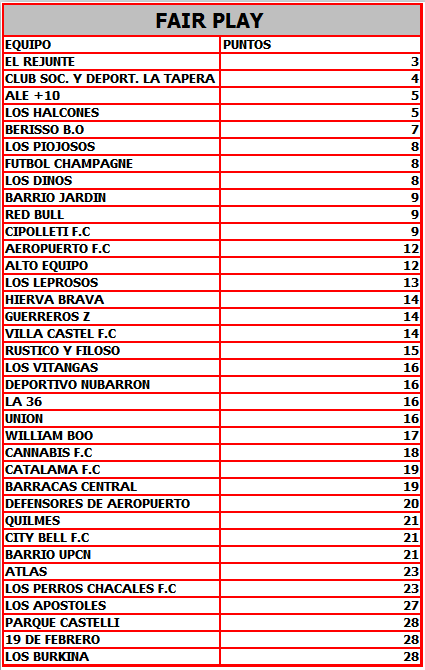 FAIR PLAY
EQUIPO PUNTOS
EL REJUNTE 3
CLUB SOC. Y DEPORT. LA TAPERA 4
ALE +10 5
LOS HALCONES 5
BERISSO B.O 7
LOS PIOJOSOS 8
FUTBOL CHAMPAGNE 8
LOS DINOS 8
BARRIO JARDIN 9
RED BULL 9
CIPOLLETI F.C 9
AEROPUERTO F.C 12
ALTO EQUIPO 12
LOS LEPROSOS 13
HIERVA BRAVA 14
GUERREROS Z 14
VILLA CASTEL F.C 14
RUSTICO Y FILOSO 15
LOS VITANGAS 16
DEPORTIVO NUBARRON 16
LA 36 16
UNION 16
WILLIAM BOO 17
CANNABIS F.C 18
CATALAMA F.C 19
BARRACAS CENTRAL 19
DEFENSORES DE AEROPUERTO 20
QUILMES 21
CITY BELL F.C 21
BARRIO UPCN 21
ATLAS 23
LOS PERROS CHACALES F.C 23
LOS APOSTOLES 27
PARQUE CASTELLI 28
19 DE FEBRERO 28
LOS BURKINA 28